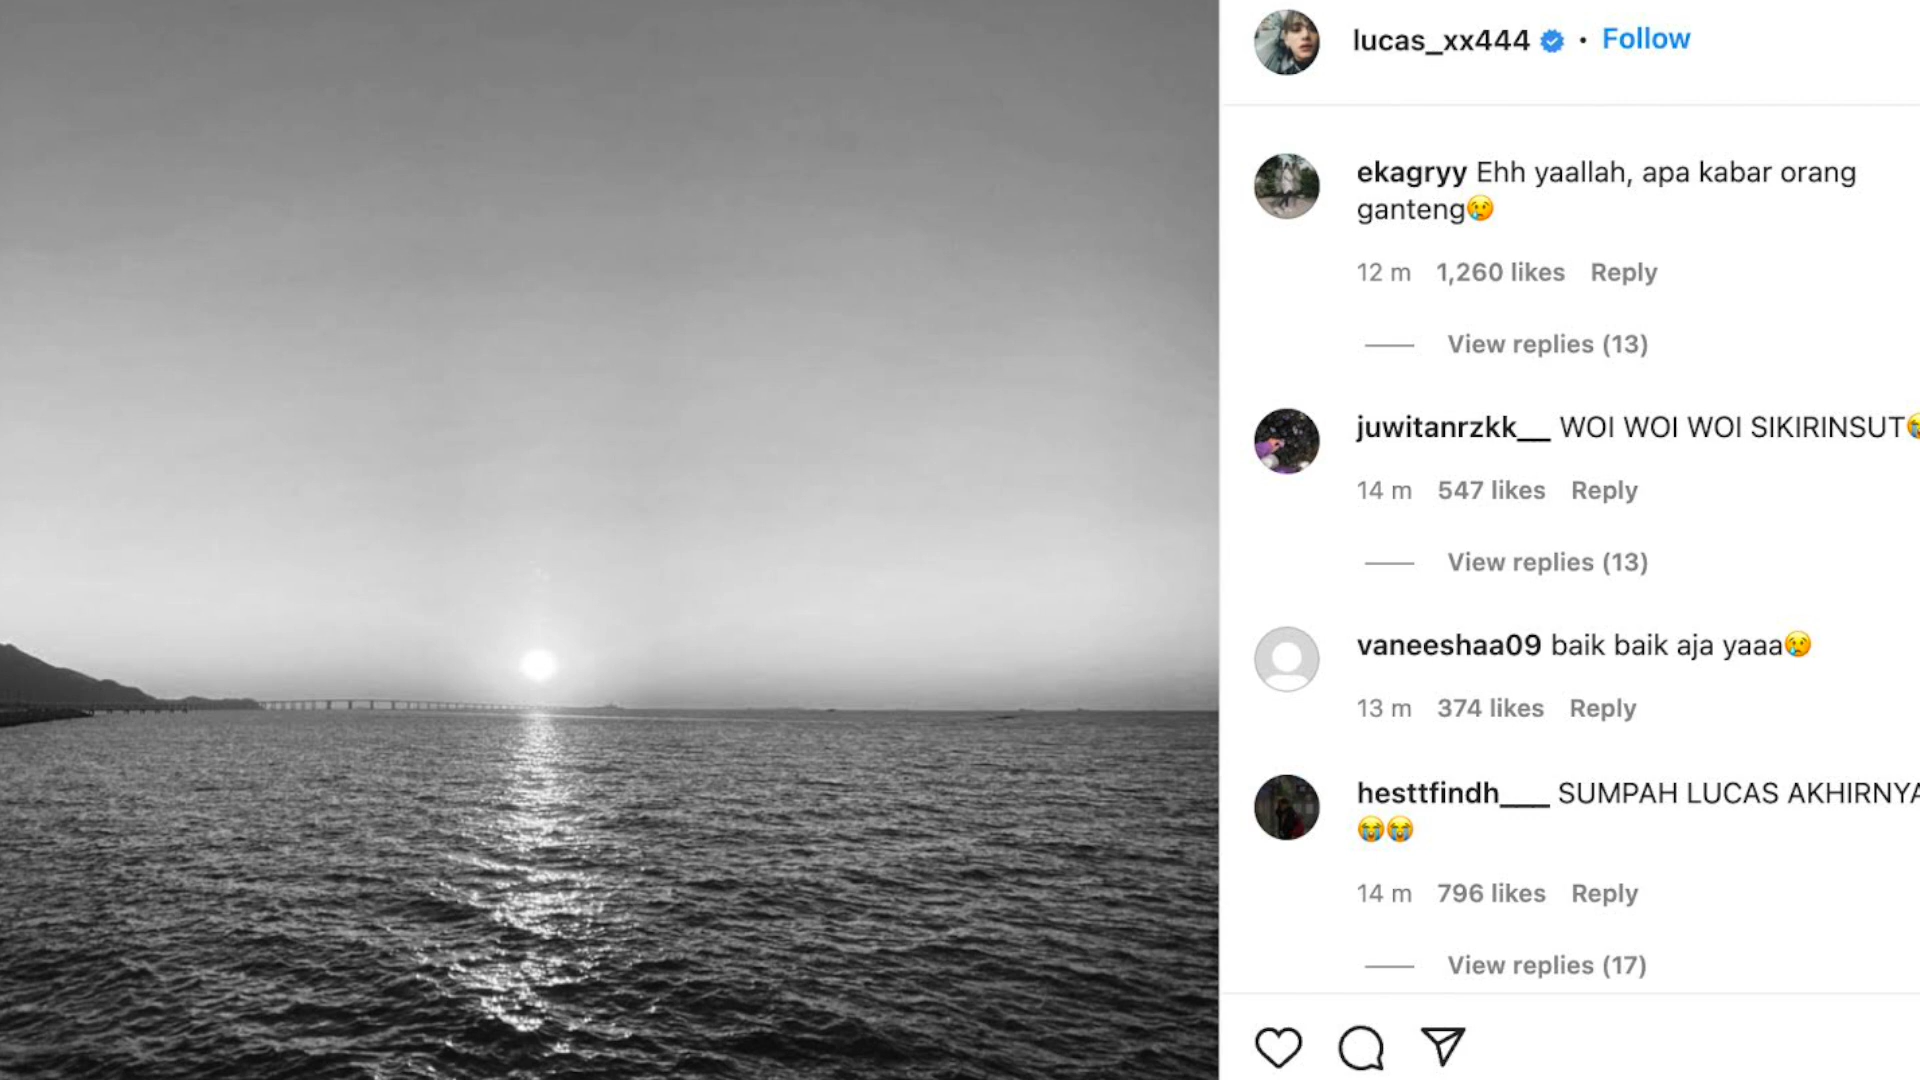 lucas_xx444 • Follow
ekagryy Ehh yaallah, apa kabar orang
ganteng😢
12 m 1,260 likes Reply
View replies (13)
juwitanrzkk__ WOI WOI WOI SIKIRINSUT😭
14 m 547 likes Reply
View replies (13)
vaneeshaa09 baik baik aja yaaa😢
13 m 374 likes Reply
hesttfindh___ SUMPAH LUCAS AKHIRNYA
😭😭
14 m 796 likes Reply
View replies (17)